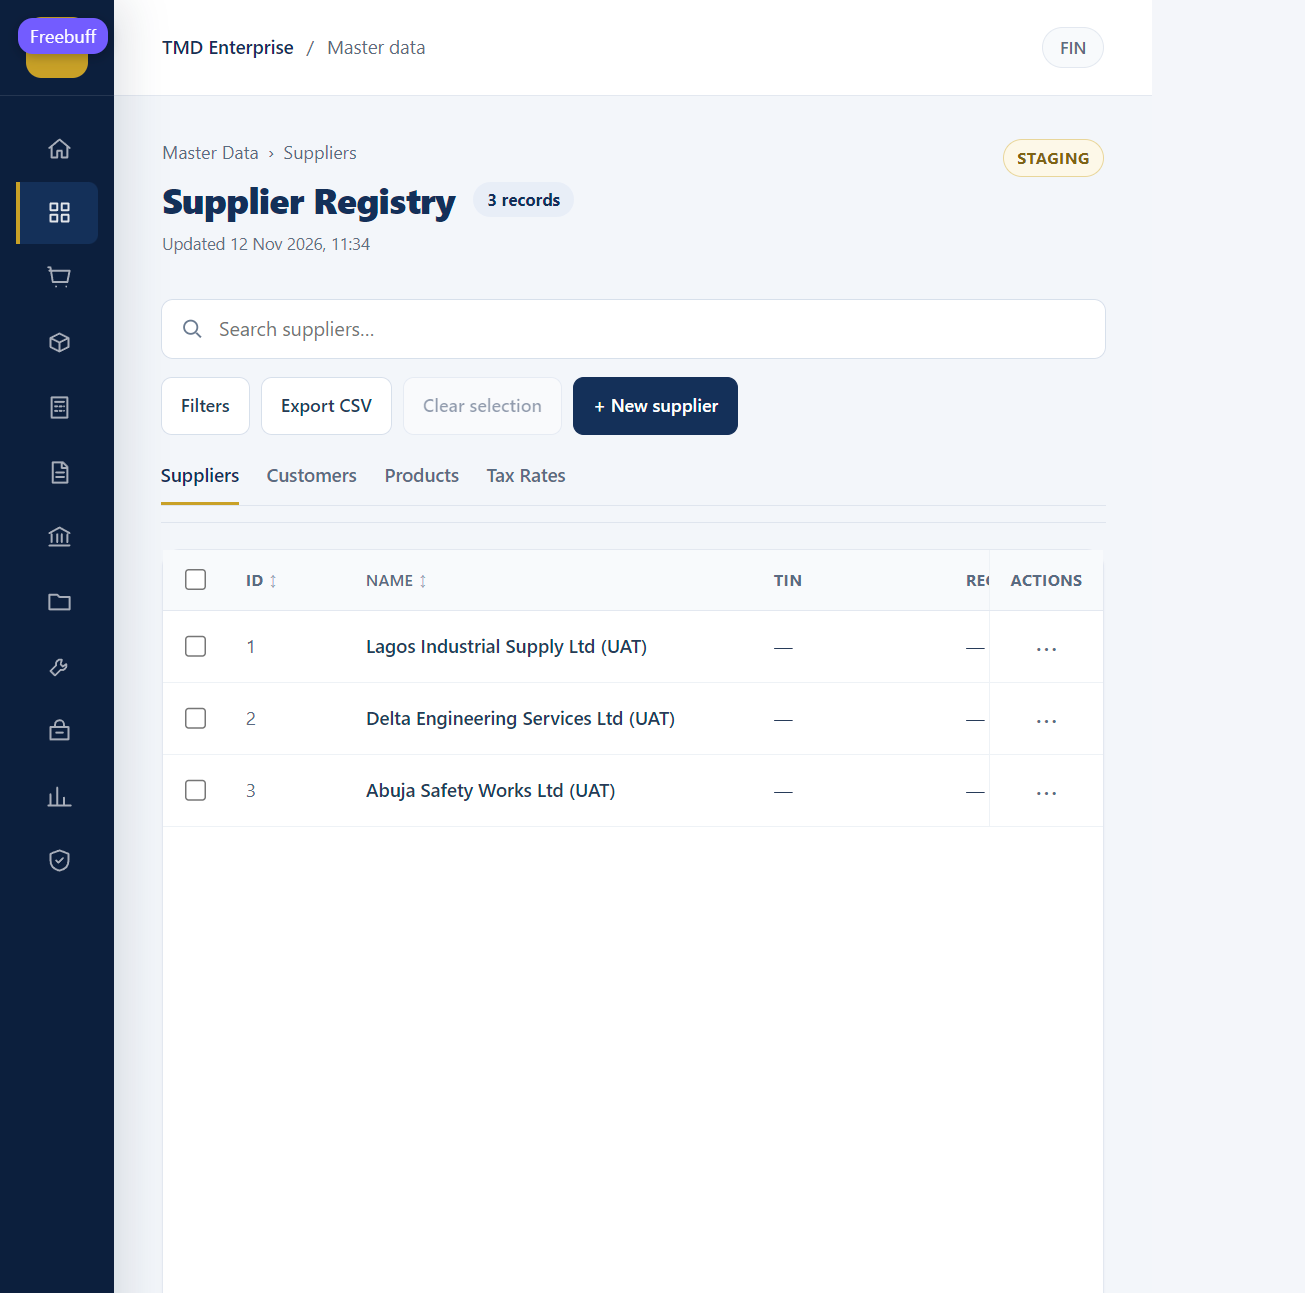 Freebuff
TMD Enterprise / Master data
FIN
Master Data › Suppliers
STAGING
Supplier Registry
3 records
Updated 12 Nov 2026, 11:34
Search suppliers...
Filters
Export CSV
Clear selection
+ New supplier
Suppliers Customers Products Tax Rates
ID ↕ NAME ↕ TIN ACTIONS
1 Lagos Industrial Supply Ltd (UAT) — — ...
2 Delta Engineering Services Ltd (UAT) — — ...
3 Abuja Safety Works Ltd (UAT) — — ...